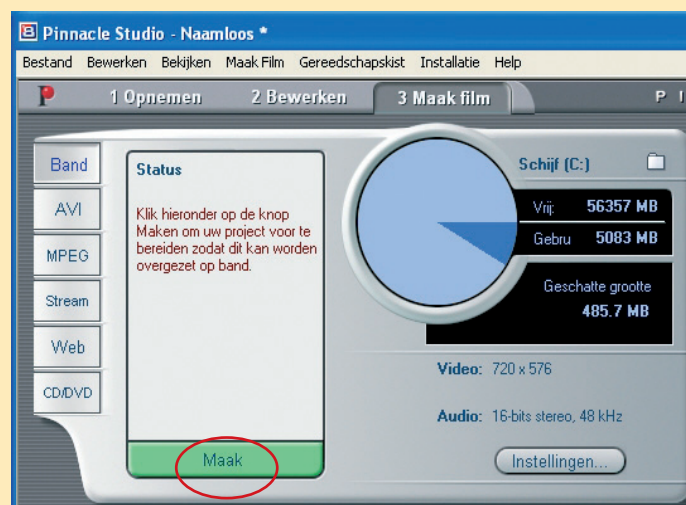 Pinnacle Studio - Naamloos *
Bestand Bewerken Bekijken Maak Film Gereedschapskist Installatie Help
1 Opnemen 2 Bewerken 3 Maak film P I
Band
AVI
MPEG
Stream
Web
CD/DVD
Status
Klik hieronder op de knop
Maken om uw project voor te
bereiden zodat dit kan worden
overgezet op band.
Maak
Schijf (C:)
Vrij: 56357 MB
Gebru 5083 MB
Geschatte grootte
485.7 MB
Video: 720 x 576
Audio: 16-bits stereo, 48 kHz
Instellingen...